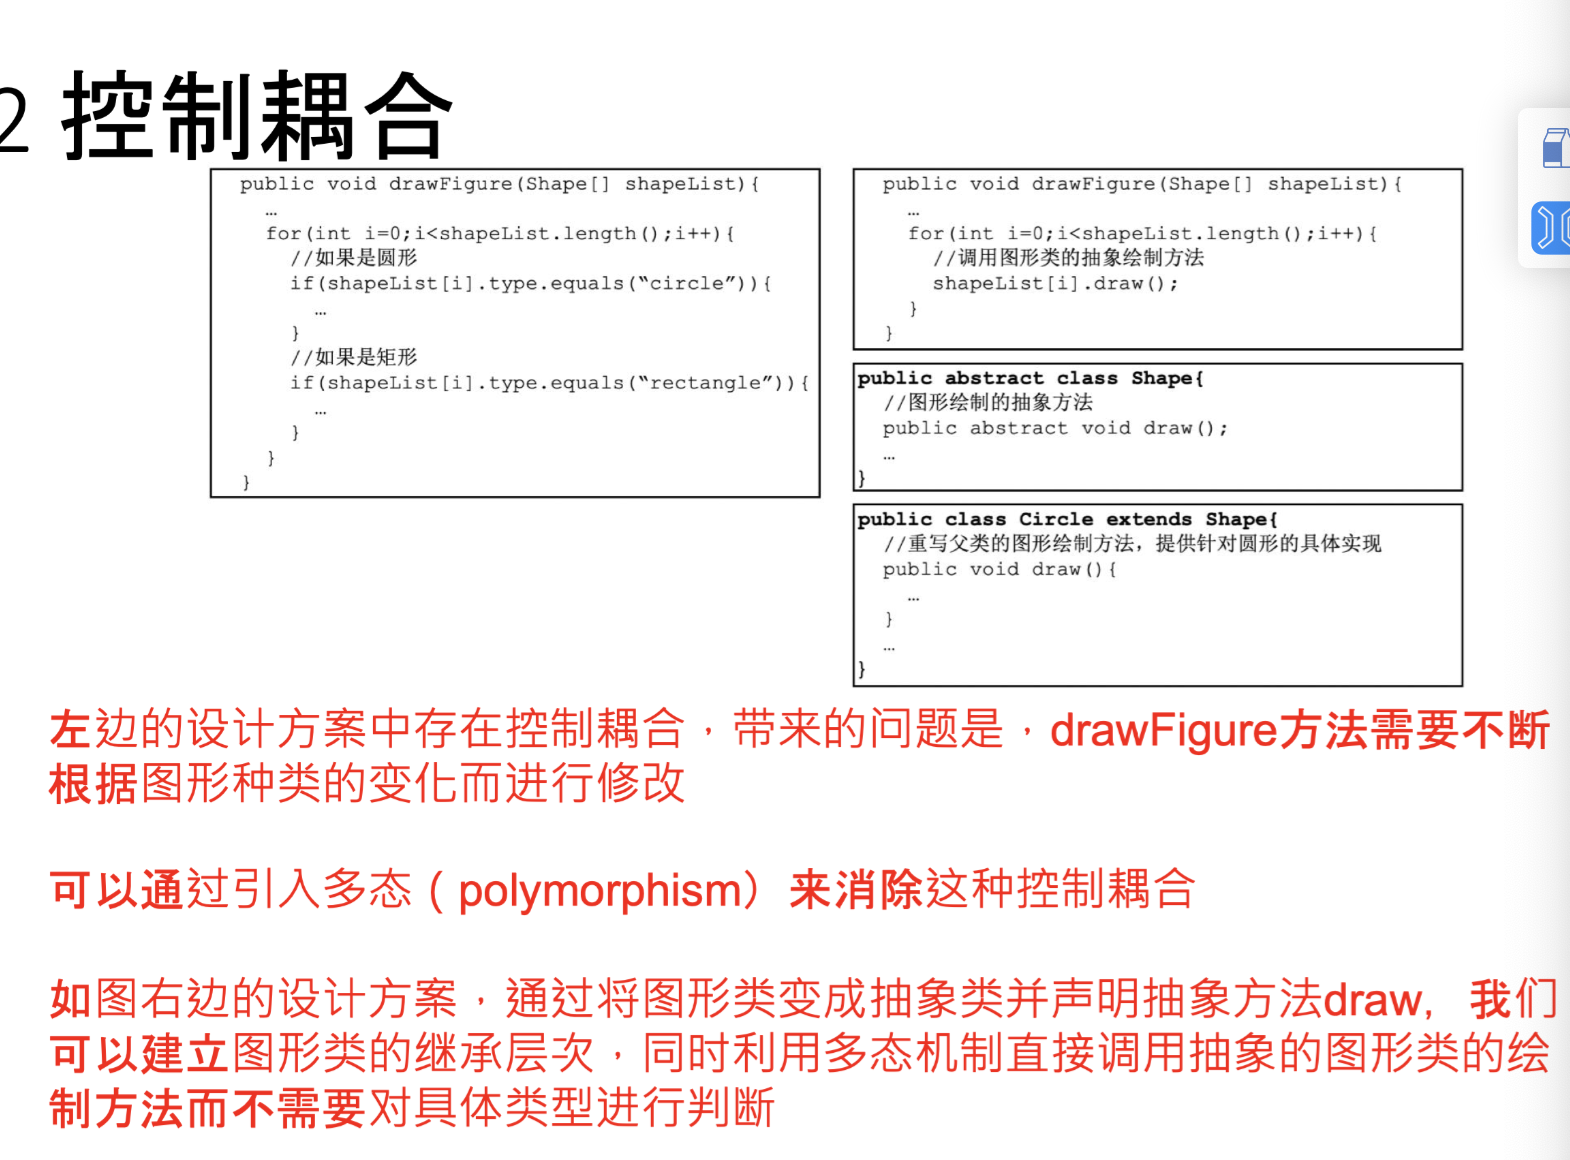 2 控制耦合
public void drawFigure(Shape[] shapeList){
…
for(int i=0;i<shapeList.length();i++){
//如果是圆形
if(shapeList[i].type.equals(“circle”)){
…
}
//如果是矩形
if(shapeList[i].type.equals(“rectangle”)){
…
}
}
}
public void drawFigure(Shape[] shapeList){
…
for(int i=0;i<shapeList.length();i++){
//调用图形类的抽象绘制方法
shapeList[i].draw();
}
}
public abstract class Shape{
//图形绘制的抽象方法
public abstract void draw();
…
}
public class Circle extends Shape{
//重写父类的图形绘制方法，提供针对圆形的具体实现
public void draw(){
…
}
…
}
左边的设计方案中存在控制耦合，带来的问题是，drawFigure方法需要不断
根据图形种类的变化而进行修改
可以通过引入多态（polymorphism）来消除这种控制耦合
如图右边的设计方案，通过将图形类变成抽象类并声明抽象方法draw，我们
可以建立图形类的继承层次，同时利用多态机制直接调用抽象的图形类的绘
制方法而不需要对具体类型进行判断